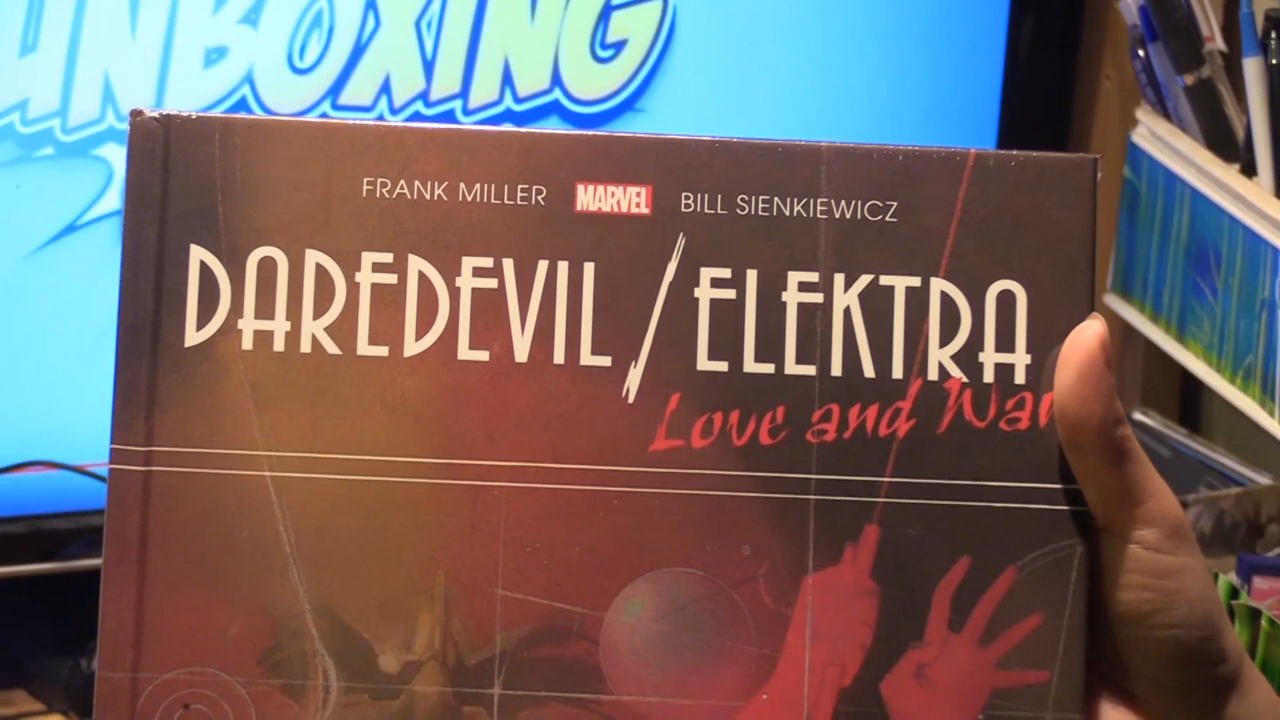 UNBOXING
FRANK MILLER MARVEL BILL SIENKIEWICZ
DAREDEVIL / ELEKTRA
Love and War